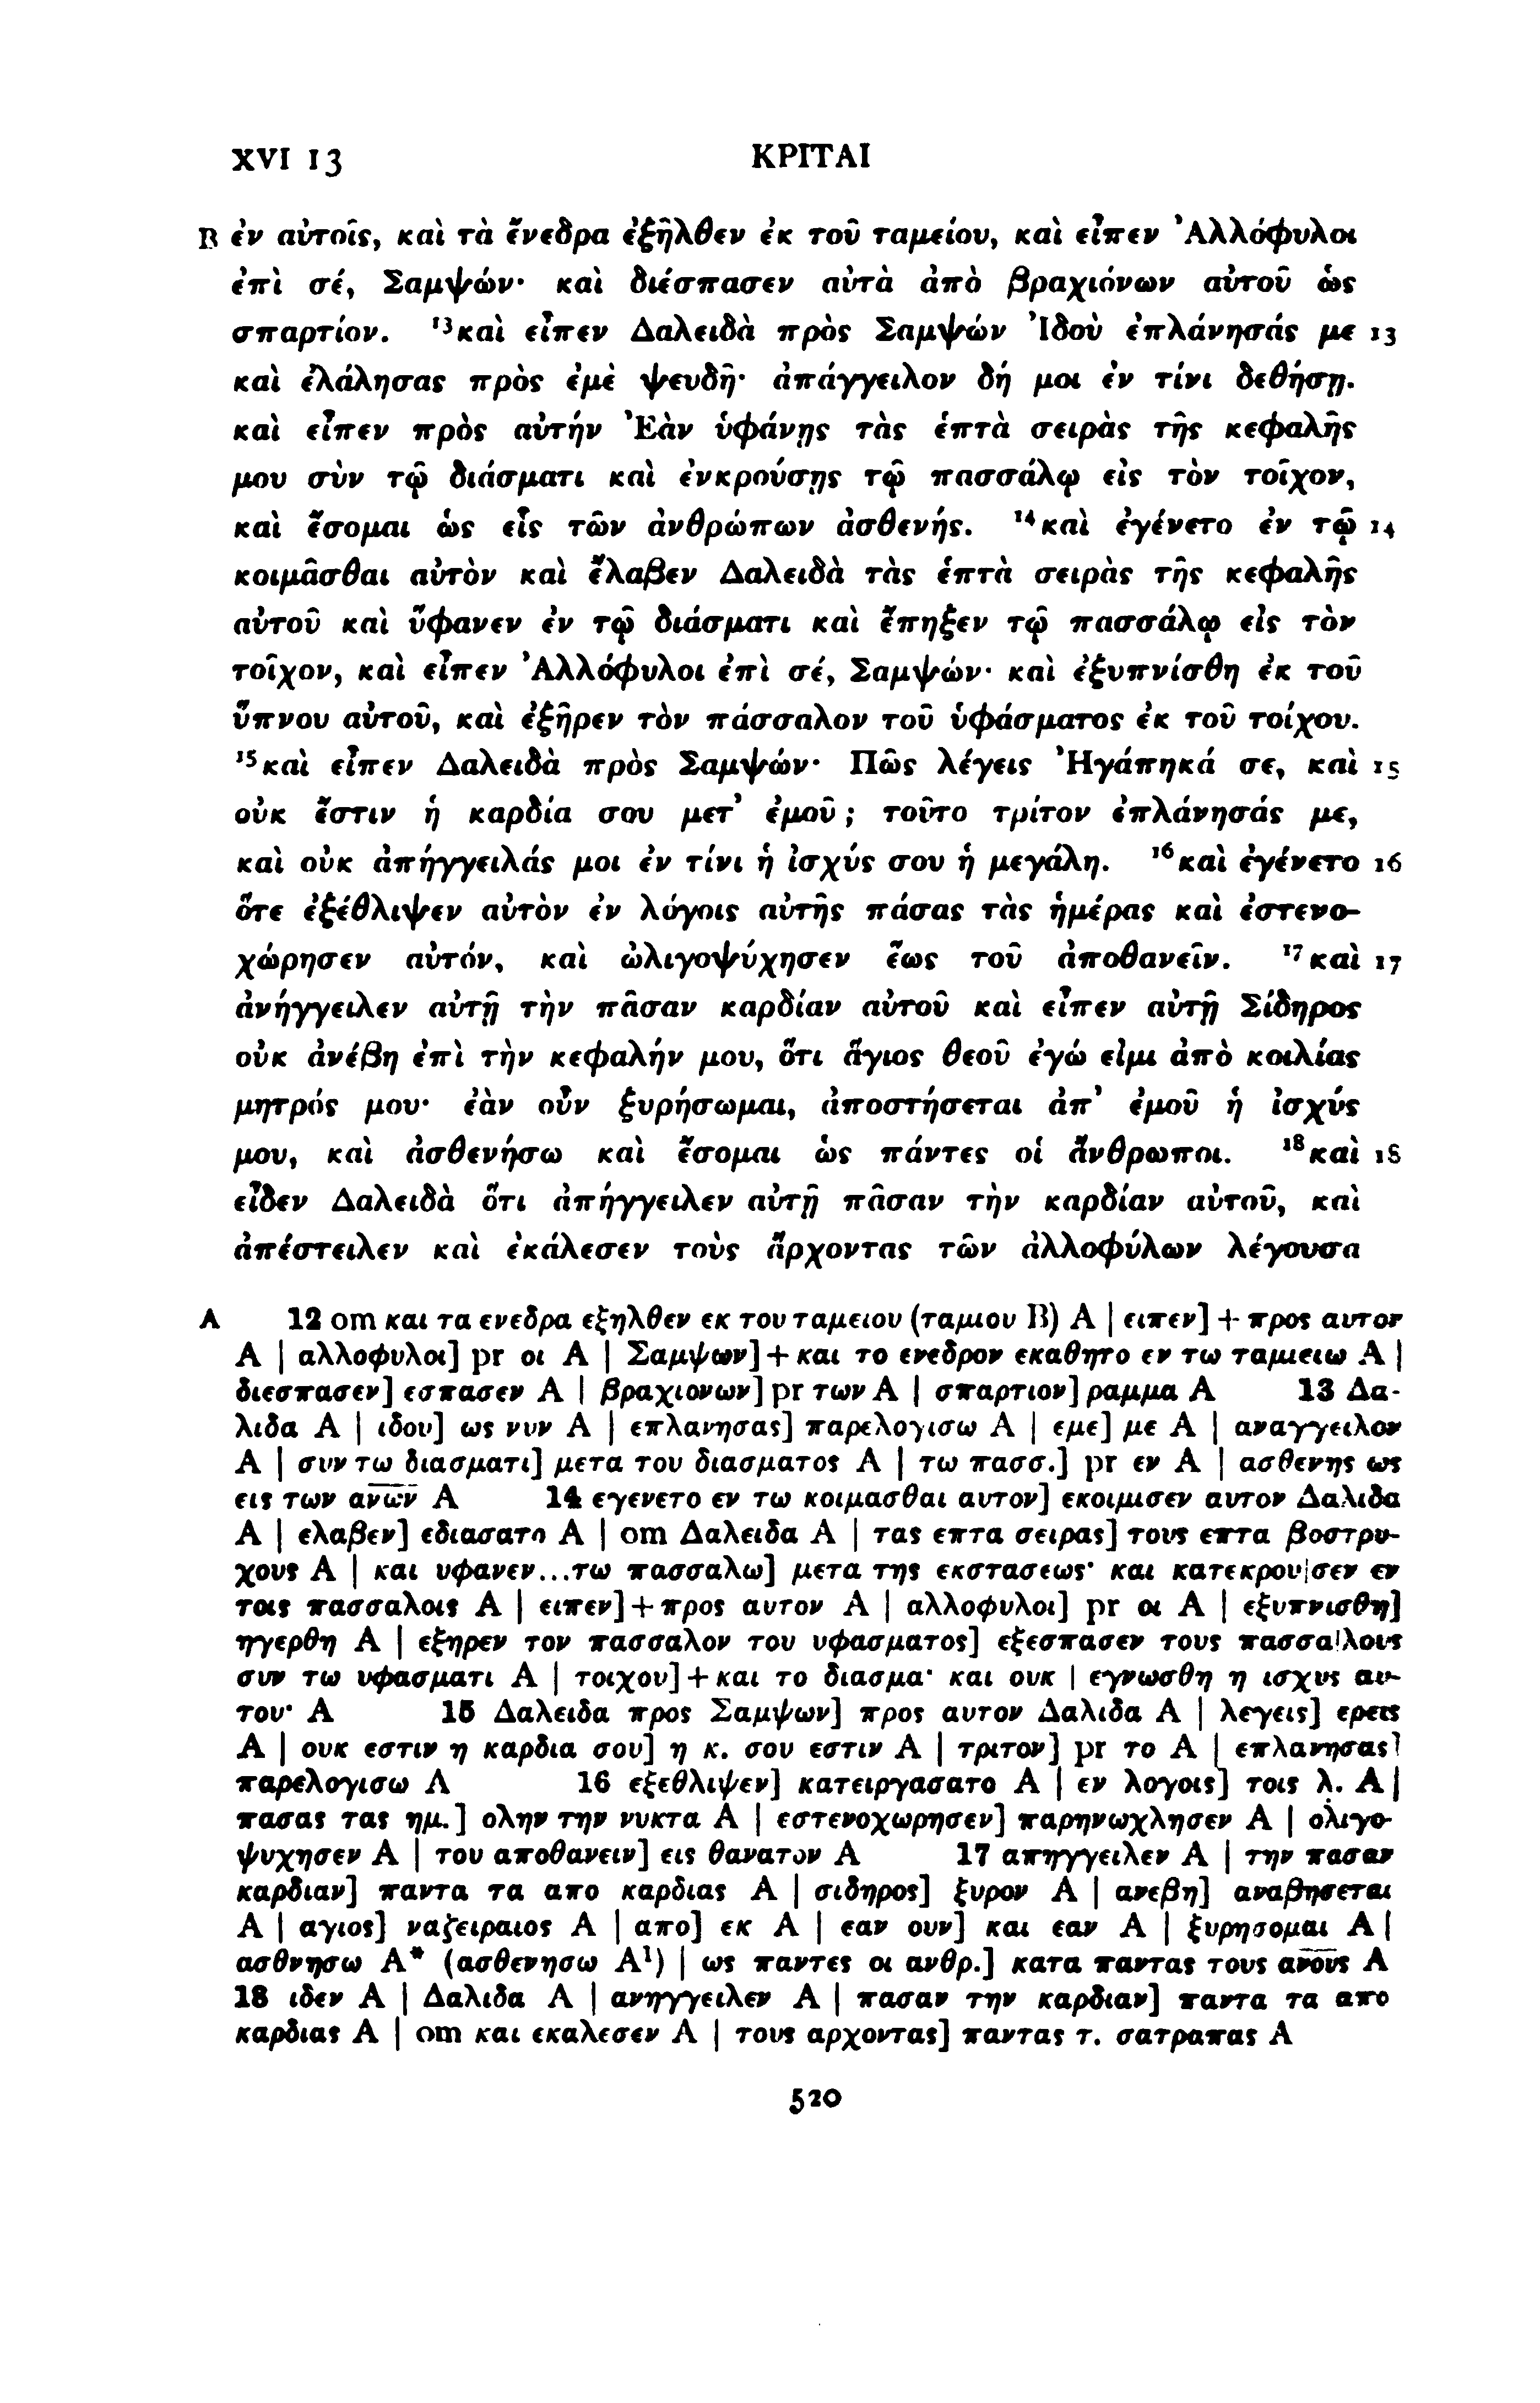 XVI 13 ΚΡΙΤΑΙ
B ἐν αὐτοῖς, καὶ τὰ ἔνεδρα ἐξῆλθεν ἐκ τοῦ ταμείου, καὶ εἶπεν Ἀλλόφυλοι
ἐπὶ σέ, Σαμψών· καὶ διέσπασεν αὐτὰ ἀπὸ βραχιόνων αὐτοῦ ὡς
σπαρτίον. ¹³καὶ εἶπεν Δαλειδὰ πρὸς Σαμψών Ἰδοὺ ἐπλάνησάς με 13
καὶ ἐλάλησας πρὸς ἐμὲ ψευδῆ· ἀπάγγειλον δή μοι ἐν τίνι δεθήσῃ.
καὶ εἶπεν πρὸς αὐτήν Ἐὰν ὑφάνῃς τὰς ἑπτὰ σειρὰς τῆς κεφαλῆς
μου σὺν τῷ διάσματι καὶ ἐνκρούσῃς τῷ πασσάλῳ εἰς τὸν τοῖχον,
καὶ ἔσομαι ὡς εἷς τῶν ἀνθρώπων ἀσθενής. ¹⁴καὶ ἐγένετο ἐν τῷ 14
κοιμᾶσθαι αὐτὸν καὶ ἔλαβεν Δαλειδὰ τὰς ἑπτὰ σειρὰς τῆς κεφαλῆς
αὐτοῦ καὶ ὕφανεν ἐν τῷ διάσματι καὶ ἔπηξεν τῷ πασσάλῳ εἰς τὸν
τοῖχον, καὶ εἶπεν Ἀλλόφυλοι ἐπὶ σέ, Σαμψών· καὶ ἐξυπνίσθη ἐκ τοῦ
ὕπνου αὐτοῦ, καὶ ἐξῆρεν τὸν πάσσαλον τοῦ ὑφάσματος ἐκ τοῦ τοίχου.
¹⁵καὶ εἶπεν Δαλειδὰ πρὸς Σαμψών· Πῶς λέγεις Ἠγάπηκά σε, καὶ 15
οὐκ ἔστιν ἡ καρδία σου μετ’ ἐμοῦ; τοῦτο τρίτον ἐπλάνησάς με,
καὶ οὐκ ἀπήγγειλάς μοι ἐν τίνι ἡ ἰσχύς σου ἡ μεγάλη. ¹⁶καὶ ἐγένετο 16
ὅτε ἐξέθλιψεν αὐτὸν ἐν λόγοις αὐτῆς πάσας τὰς ἡμέρας καὶ ἐστενο-
χώρησεν αὐτόν, καὶ ὠλιγοψύχησεν ἕως τοῦ ἀποθανεῖν. ¹⁷καὶ 17
ἀνήγγειλεν αὐτῇ τὴν πᾶσαν καρδίαν αὐτοῦ καὶ εἶπεν αὐτῇ Σίδηρος
οὐκ ἀνέβη ἐπὶ τὴν κεφαλήν μου, ὅτι ἅγιος θεοῦ ἐγώ εἰμι ἀπὸ κοιλίας
μητρός μου· ἐὰν οὖν ξυρήσωμαι, ἀποστήσεται ἀπ’ ἐμοῦ ἡ ἰσχύς
μου, καὶ ἀσθενήσω καὶ ἔσομαι ὡς πάντες οἱ ἄνθρωποι. ¹⁸καὶ 18
εἶδεν Δαλειδὰ ὅτι ἀπήγγειλεν αὐτῇ πᾶσαν τὴν καρδίαν αὐτοῦ, καὶ
ἀπέστειλεν καὶ ἐκάλεσεν τοὺς ἄρχοντας τῶν ἀλλοφύλων λέγουσα
A 12 om και τα ενεδρα εξηλθεν εκ του ταμειου (ταμιου B) A | ειπεν] + προς αυτον
A | αλλοφυλοι] pr οι A | Σαμψων] + και το ενεδρον εκαθητο εν τω ταμιειω A |
διεσπασεν] εσπασεν A | βραχιονων] pr των A | σπαρτιον] ραμμα A 13 Δα-
λιδα A | ιδου] ως νυν A | επλανησας] παρελογισω A | εμε] με A | αναγγειλον
A | συν τω διασματι] μετα του διασματος A | τω πασσ.] pr εν A | ασθενης ως
εις των αν̅ω̅ν̅ A 14 εγενετο εν τω κοιμασθαι αυτον] εκοιμισεν αυτον Δαλιδα
A | ελαβεν] εδιασατο A | om Δαλειδα A | τας επτα σειρας] τους επτα βοστρυ-
χους A | και υφανεν...τω πασσαλω] μετα της εκστασεως· και κατεκρου|σεν εν
τοις πασσαλοις A | ειπεν] + προς αυτον A | αλλοφυλοι] pr οι A | εξυπνισθη]
ηγερθη A | εξηρεν τον πασσαλον του υφασματος] εξεσπασεν τους πασσα|λους
συν τω υφασματι A | τοιχου] + και το διασμα· και ουκ | εγνωσθη η ισχυς αυ-
του· A 15 Δαλειδα προς Σαμψων] προς αυτον Δαλιδα A | λεγεις] ερεις
A | ουκ εστιν η καρδια σου] η κ. σου εστιν A | τριτον] pr το A | επλανησας]
παρελογισω A 16 εξεθλιψεν] κατειργασατο A | εν λογοις] τοις λ. A |
πασας τας ημ.] ολην την νυκτα A | εστενοχωρησεν] παρηνωχλησεν A | ολιγο-
ψυχησεν A | του αποθανειν] εις θανατον A 17 απηγγειλεν A | την πασαν
καρδιαν] παντα τα απο καρδιας A | σιδηρος] ξυρον A | ανεβη] αναβησεται
A | αγιος] ναζειραιος A | απο] εκ A | εαν ουν] και εαν A | ξυρησομαι A |
ασθνησω A* (ασθενησω A¹) | ως παντες οι ανθρ.] κατα παντας τους αν̅ο̅υ̅ς̅ A
18 ιδεν A | Δαλιδα A | ανηγγειλεν A | πασαν την καρδιαν] παντα τα απο
καρδιας A | om και εκαλεσεν A | τους αρχοντας] παντας τ. σατραπας A
520